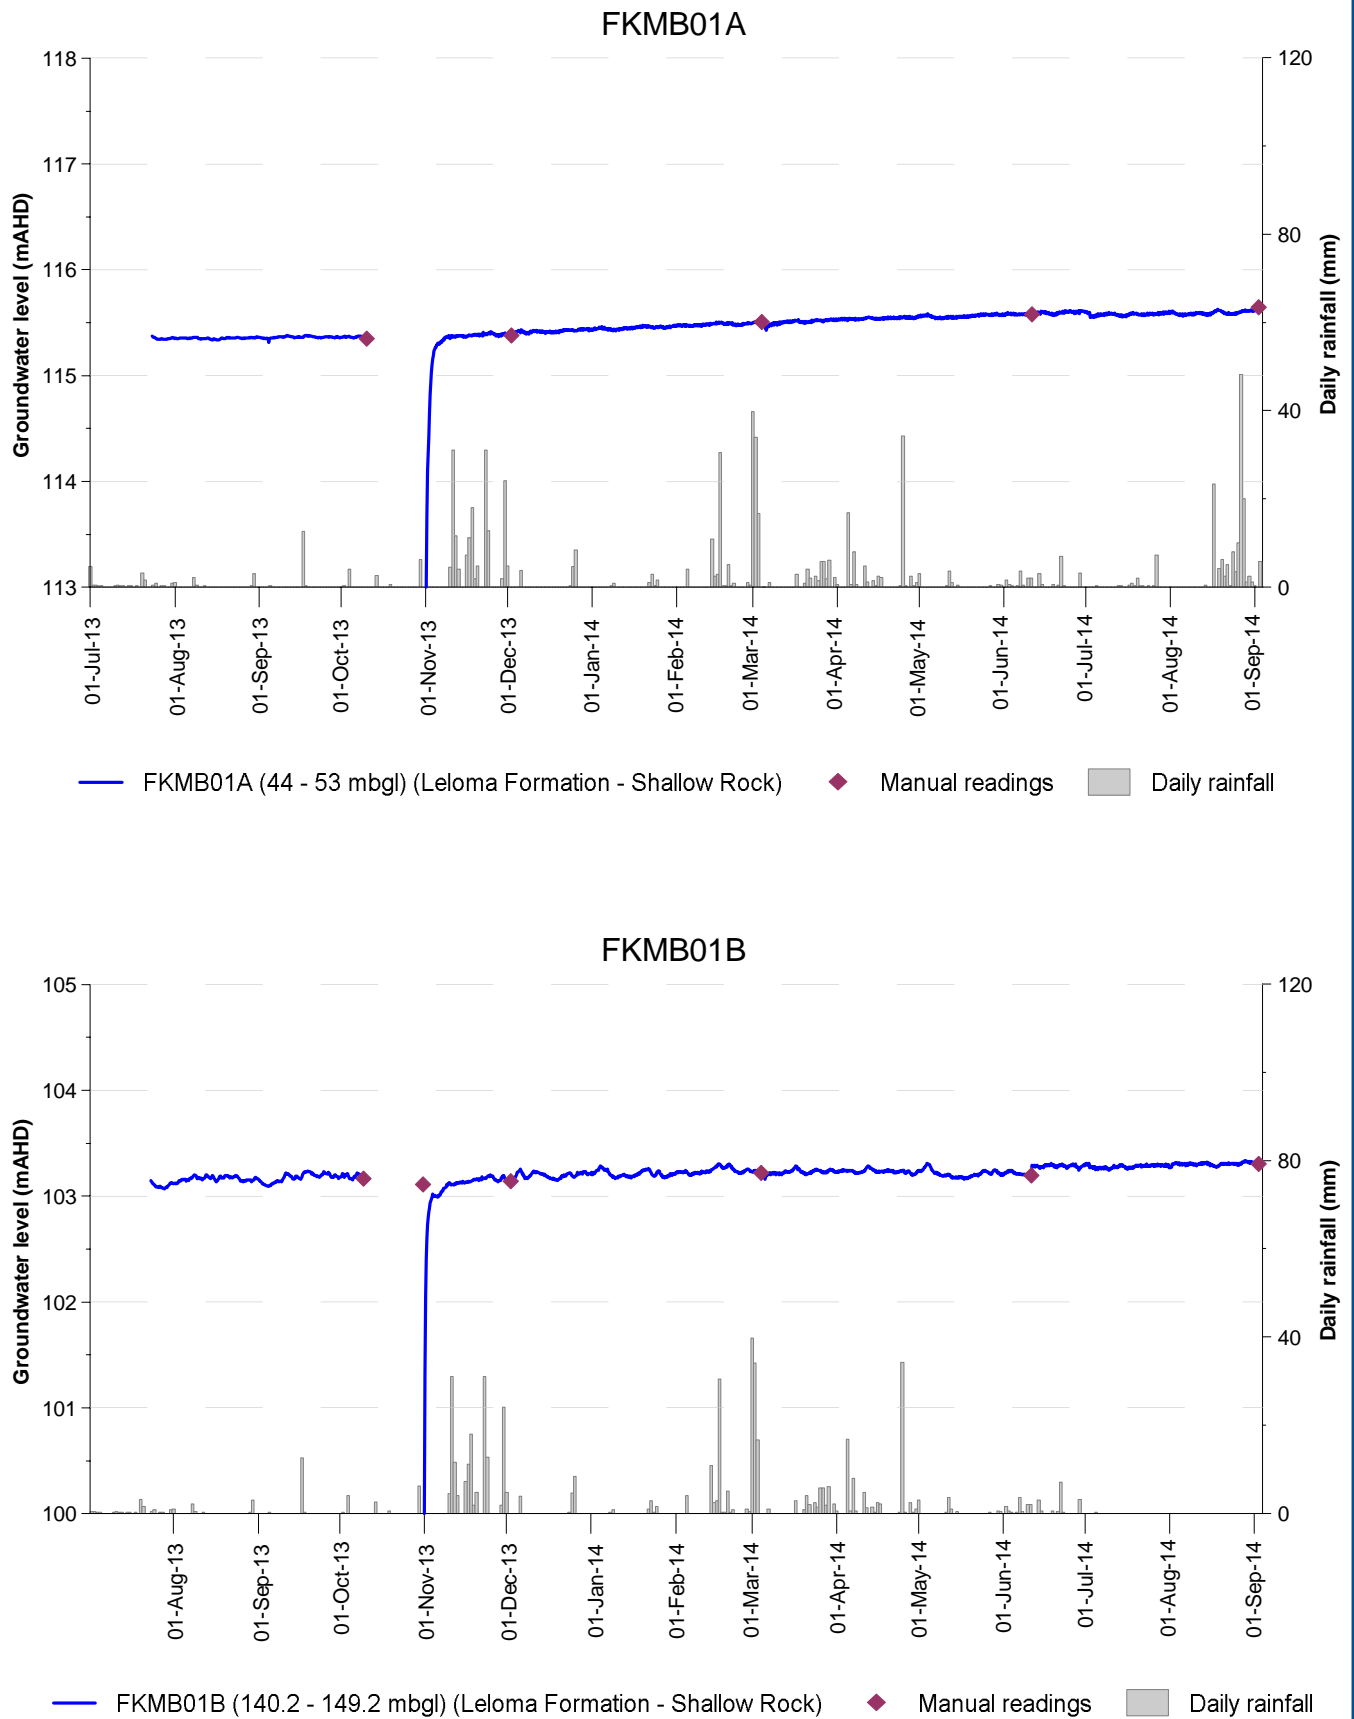 FKMB01A
118
117
116
115
114
113
Groundwater level (mAHD)
120
80
40
0
Daily rainfall (mm)
01-Jul-13
01-Aug-13
01-Sep-13
01-Oct-13
01-Nov-13
01-Dec-13
01-Jan-14
01-Feb-14
01-Mar-14
01-Apr-14
01-May-14
01-Jun-14
01-Jul-14
01-Aug-14
01-Sep-14
FKMB01A (44 - 53 mbgl) (Leloma Formation - Shallow Rock) Manual readings Daily rainfall
FKMB01B
105
104
103
102
101
100
Groundwater level (mAHD)
120
80
40
0
Daily rainfall (mm)
01-Aug-13
01-Sep-13
01-Oct-13
01-Nov-13
01-Dec-13
01-Jan-14
01-Feb-14
01-Mar-14
01-Apr-14
01-May-14
01-Jun-14
01-Jul-14
01-Aug-14
01-Sep-14
FKMB01B (140.2 - 149.2 mbgl) (Leloma Formation - Shallow Rock) Manual readings Daily rainfall